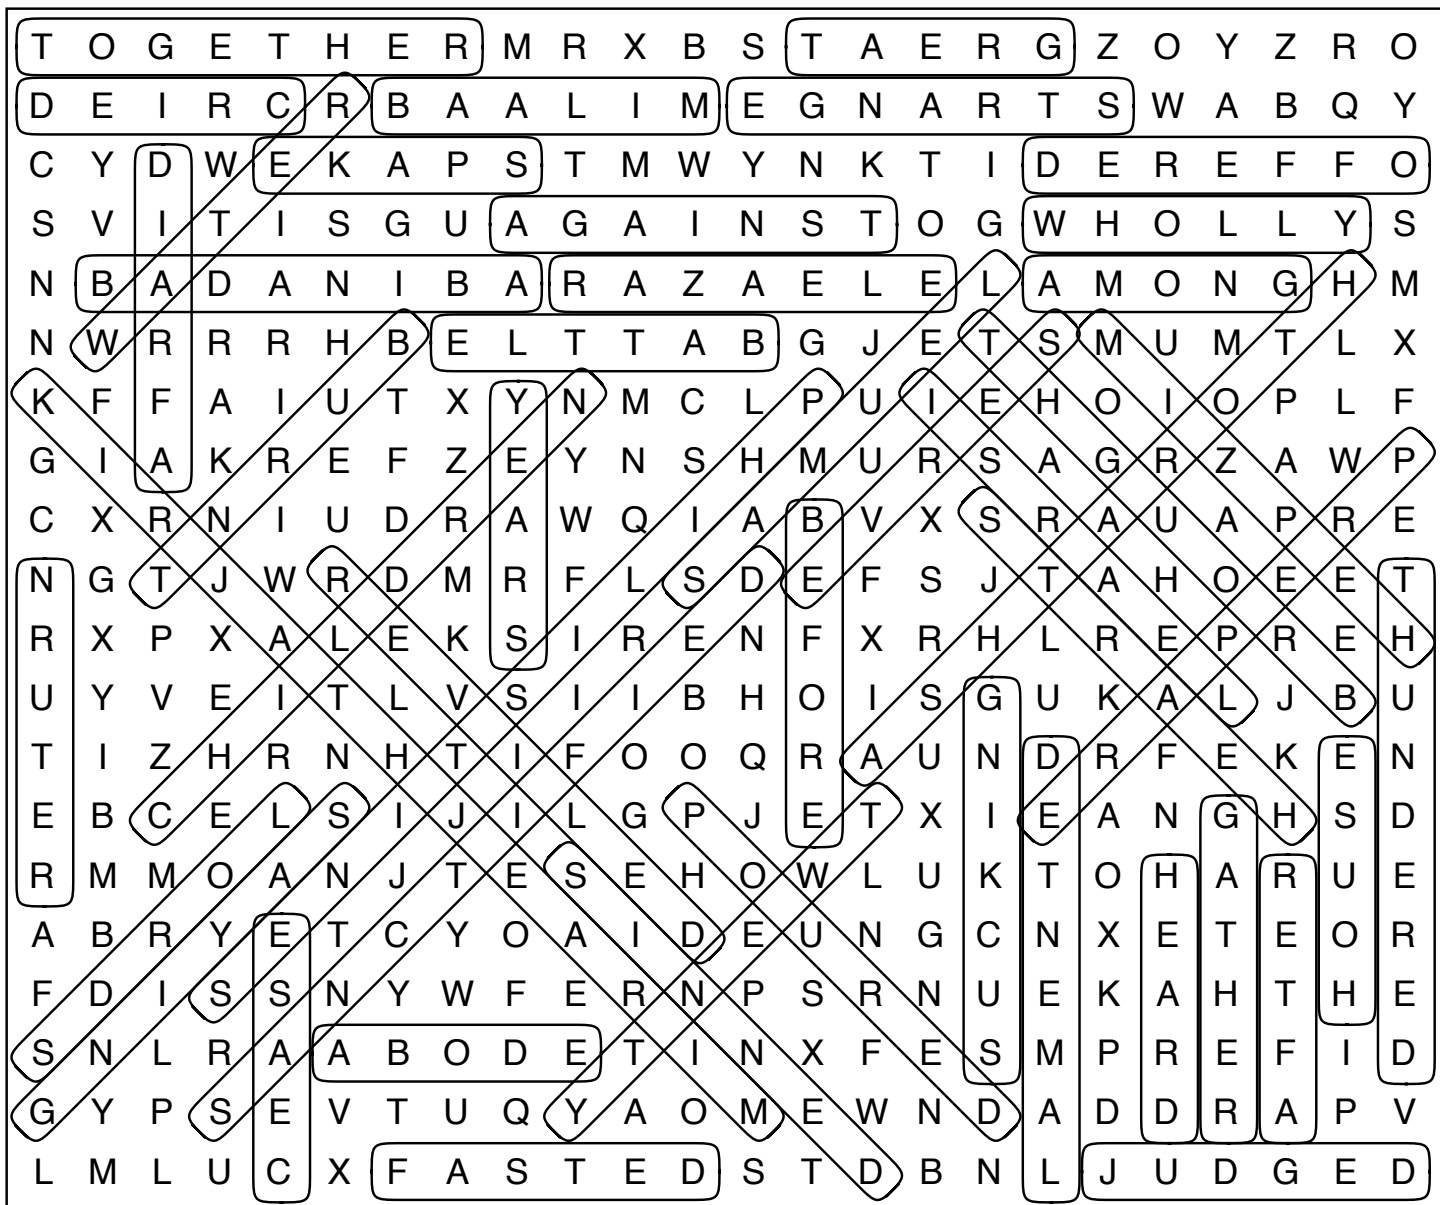 T O G E T H E R M R X B S T A E R G Z O Y Z R O
D E I R C R B A A L I M E G N A R T S W A B Q Y
C Y D W E K A P S T M W Y N K T I D E R E F F O
S V I T I S G U A G A I N S T O G W H O L L Y S
N B A D A N I B A R A Z A E L E L A M O N G H M
N W R R R H B E L T T A B G J E T S M U M T L X
K F F A I U T X Y N M C L P U I E H O I O P L F
G I A K R E F Z E Y N S H M U R S A G R Z A W P
C X R N I U D R A W Q I A B V X S R A U A P R E
N G T J W R D M R F L S D E F S J T A H O E E T
R X P X A L E K S I R E N F X R H L R E P R E H
U Y V E I T L V S I I B H O I S G U K A L J B U
T I Z H R N H T I F O O Q R A U N D R F E K E N
E B C E L S I J I L G P J E T X I E A N G H S D
R M M O A N J T E S E H O W L U K T O H A R U E
A B R Y E T C Y O A I D E U N G C N X E T E O R
F D I S S N Y W F E R N P S R N U E K A H T H E
S N L R A A B O D E T I N X F E S M P R E F I D
G Y P S E V T U Q Y A O M E W N D A D D R A P V
L M L U C X F A S T E D S T D B N L J U D G E D